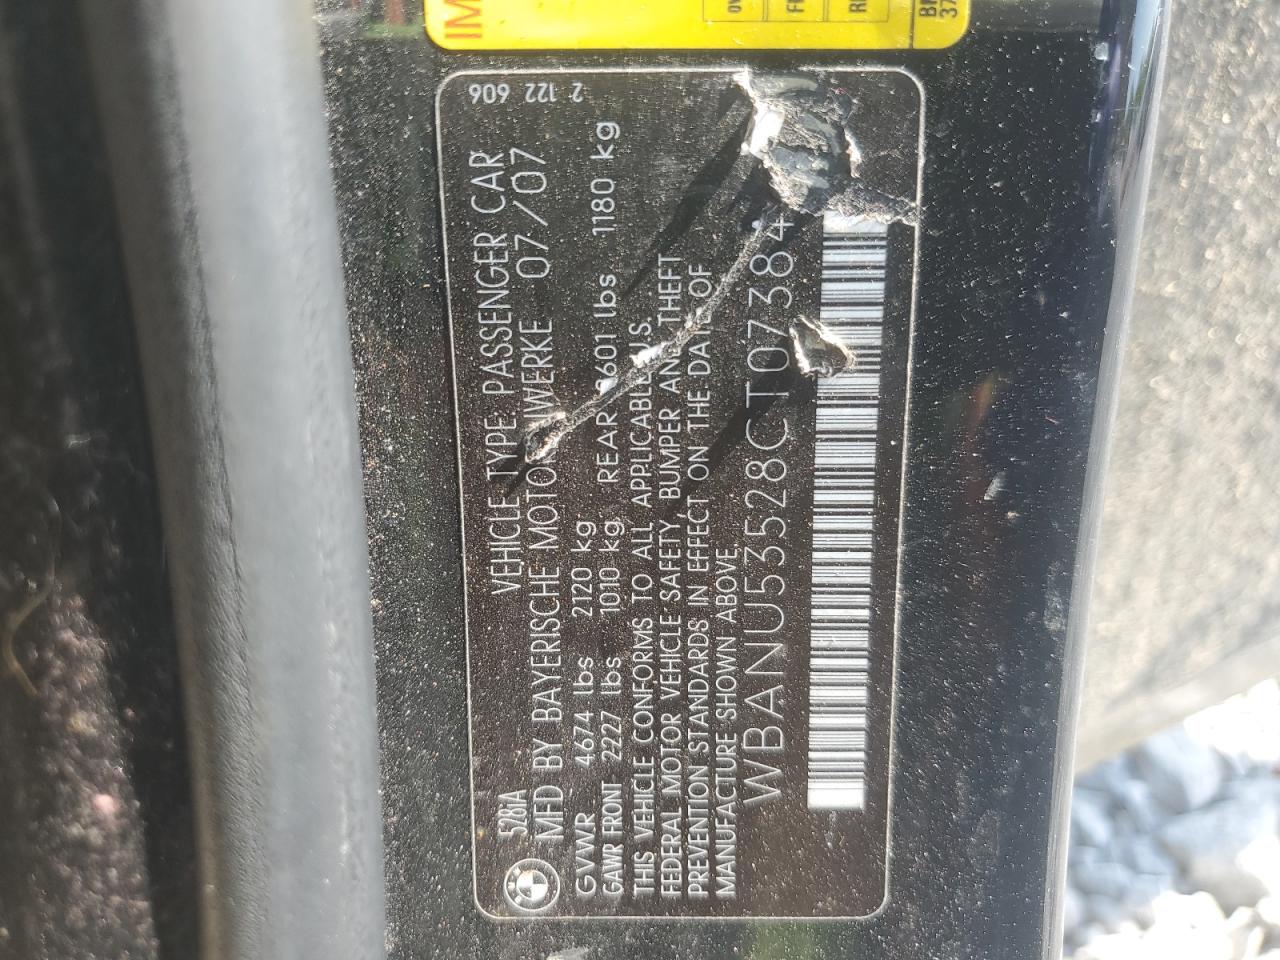 528iA VEHICLE TYPE: PASSENGER CAR 2 122 606
MFD BY BAYERISCHE MOTORENWERKE 07/07
GVWR 4674 lbs 2120 kg
GAWR FRONT 2227 lbs 1010 kg REAR 2601 lbs 1180 kg
THIS VEHICLE CONFORMS TO ALL APPLICABLE U.S.
FEDERAL MOTOR VEHICLE SAFETY, BUMPER AND THEFT
PREVENTION STANDARDS IN EFFECT ON THE DATE OF
MANUFACTURE SHOWN ABOVE.
WBANU53528CT07384